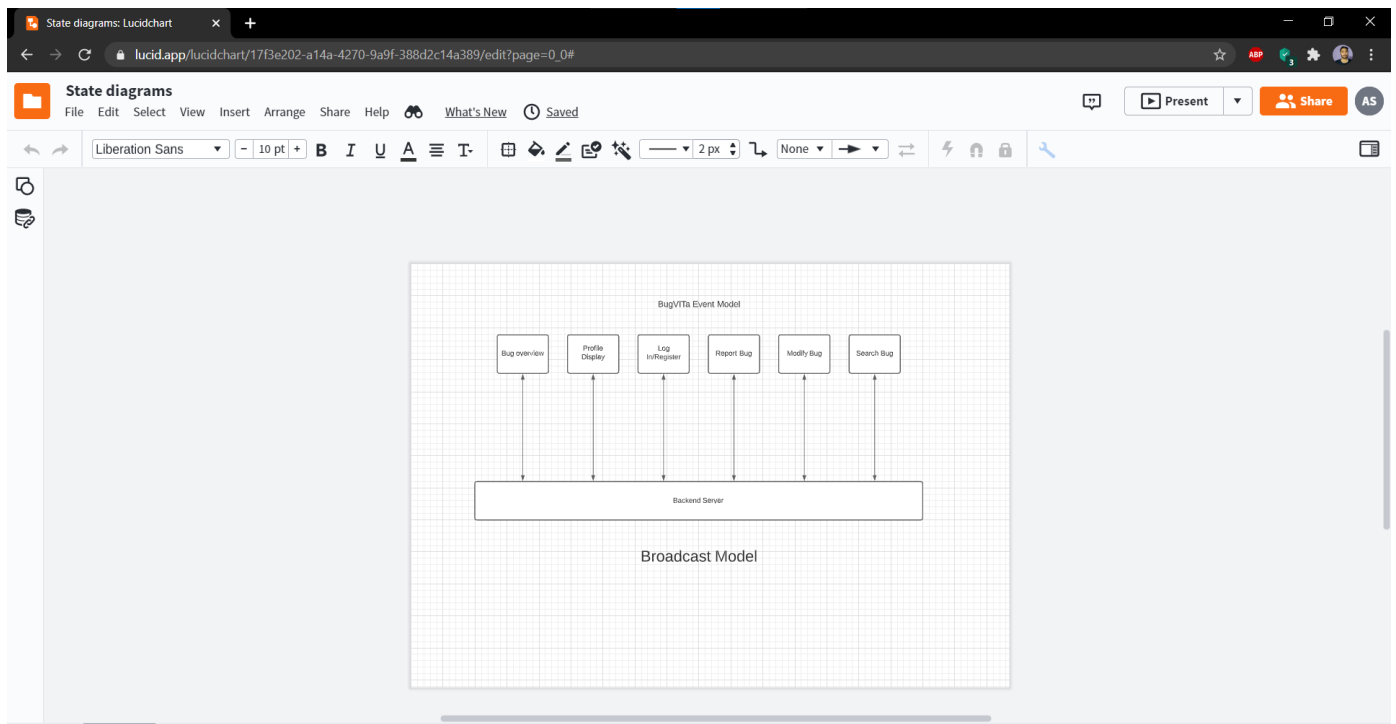 State diagrams: Lucidchart
lucid.app/lucidchart/17f3e202-a14a-4270-9a9f-388d2c14a389/edit?page=0_0#
ABP
3
State diagrams
File Edit Select View Insert Arrange Share Help What's New Saved
Present
Share
AS
Liberation Sans
- 10 pt +
B I U A T
2 px
None
BugVITa Event Model
Bug overview
Profile
Display
Log
In/Register
Report Bug
Modify Bug
Search Bug
Backend Server
Broadcast Model